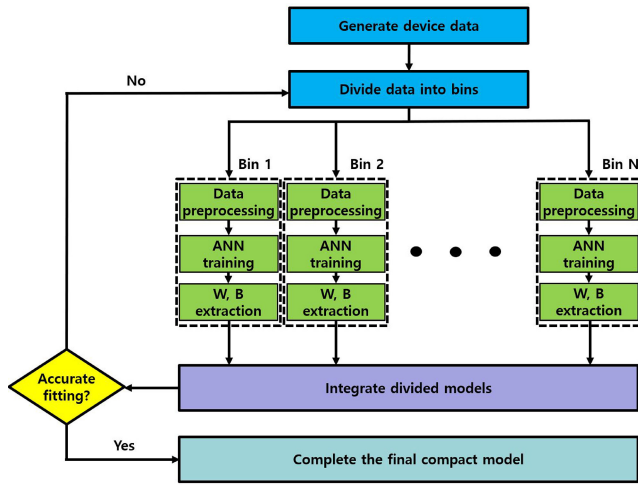 Generate device data
No
Divide data into bins
Bin 1
Bin 2
Bin N
Data
preprocessing
Data
preprocessing
Data
preprocessing
ANN
training
ANN
training
ANN
training
W, B
extraction
W, B
extraction
W, B
extraction
Accurate
fitting?
Integrate divided models
Yes
Complete the final compact model